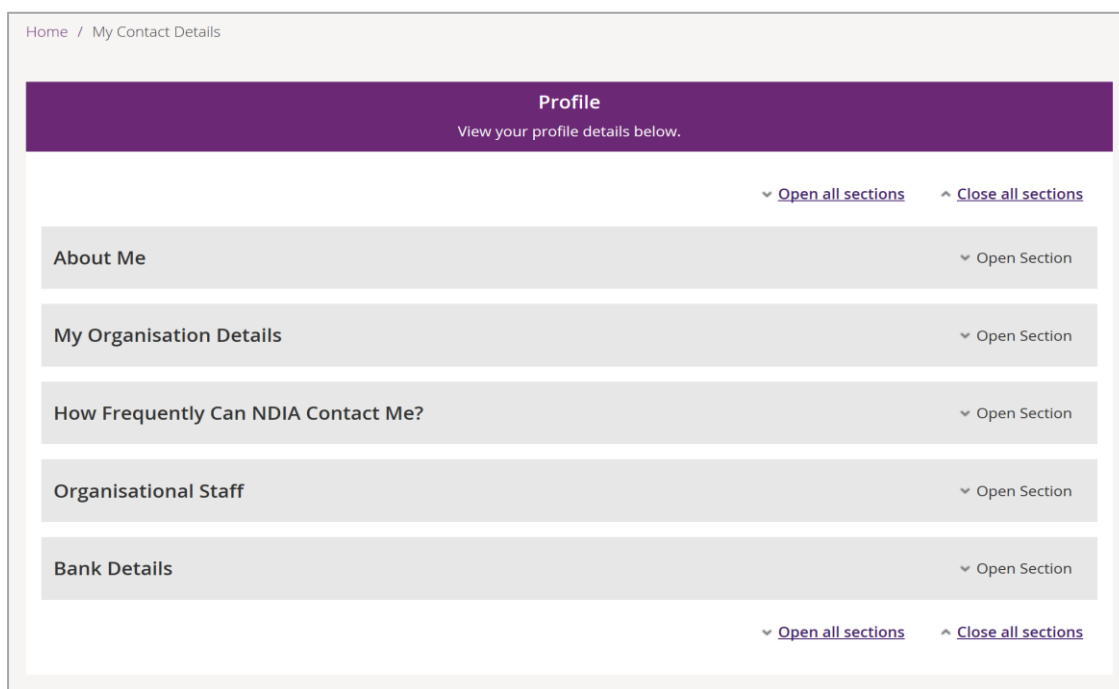 Home / My Contact Details
Profile
View your profile details below.
Open all sections Close all sections
About Me Open Section
My Organisation Details Open Section
How Frequently Can NDIA Contact Me? Open Section
Organisational Staff Open Section
Bank Details Open Section
Open all sections Close all sections